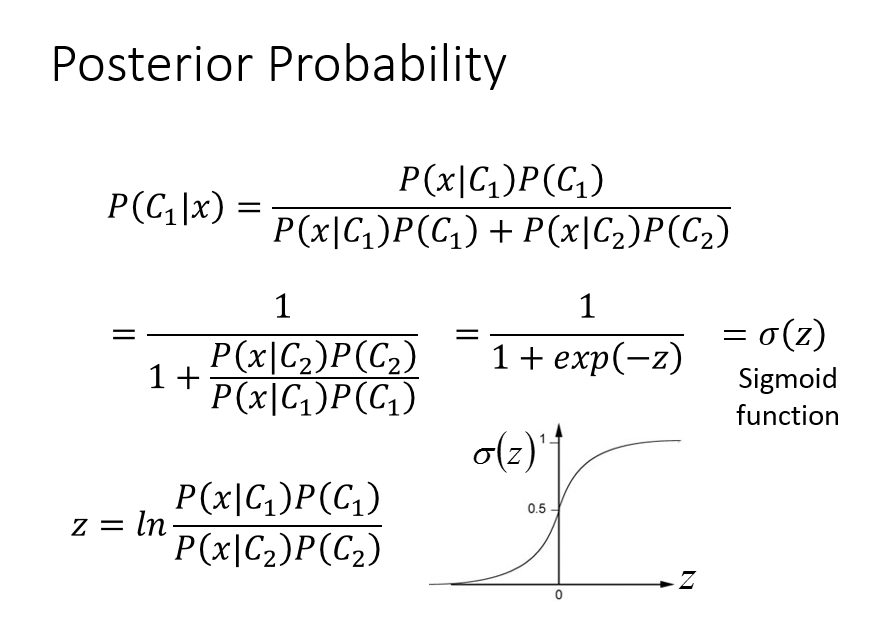 Posterior Probability
P(C₁|x) = P(x|C₁)P(C₁) / P(x|C₁)P(C₁) + P(x|C₂)P(C₂)
= 1 / 1 + P(x|C₂)P(C₂) / P(x|C₁)P(C₁) = 1 / 1 + exp(−z) = σ(z)
Sigmoid
function
σ(z) 1
0.5
z = ln P(x|C₁)P(C₁) / P(x|C₂)P(C₂)
z
0